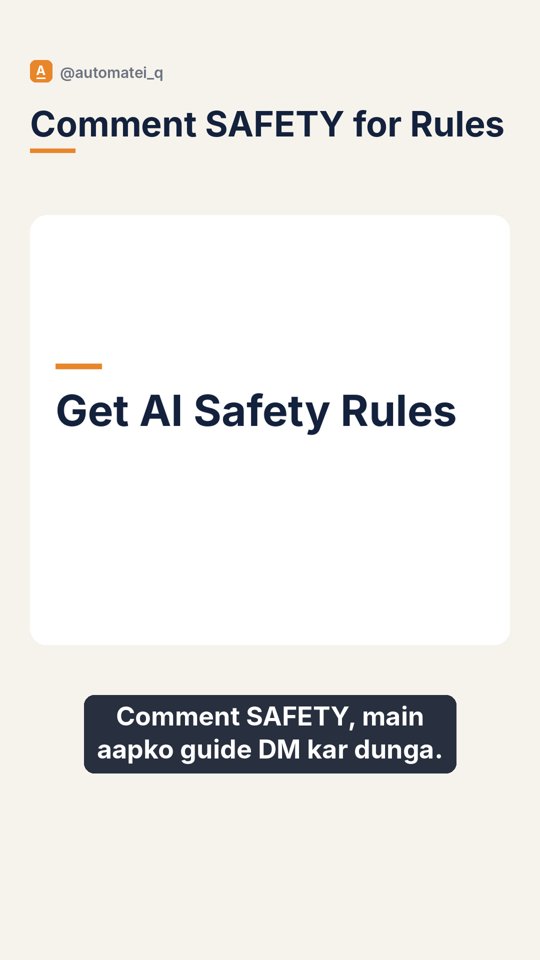 A
@automatei_q
Comment SAFETY for Rules
Get AI Safety Rules
Comment SAFETY, main
aapko guide DM kar dunga.